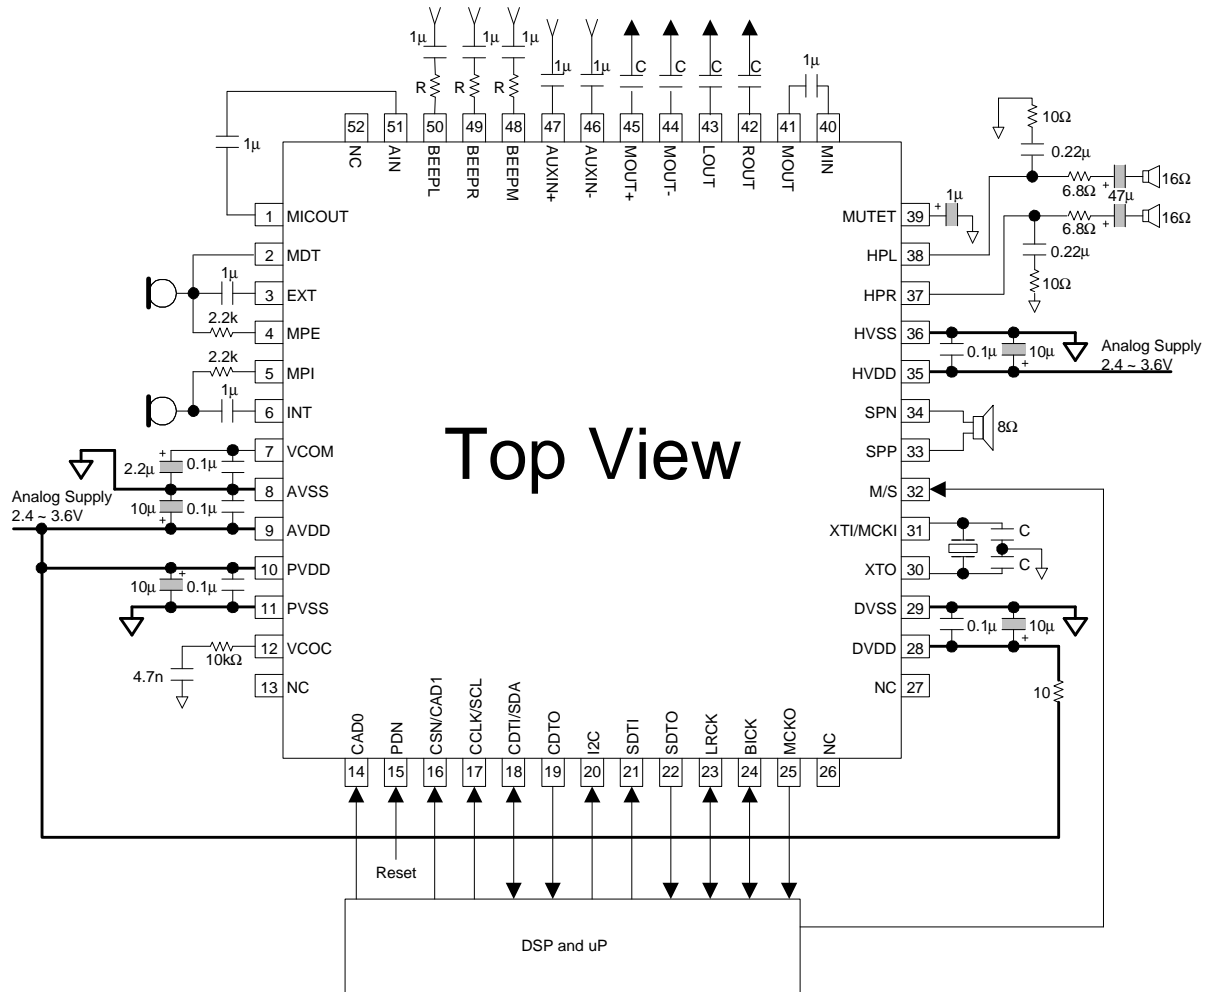 1μ 1μ 1μ 1μ 1μ C C C C 1μ
R R R
1μ
52 51 50 49 48 47 46 45 44 43 42 41 40
NC AIN BEEPL BEEPR BEEPM AUXIN+ AUXIN- MOUT+ MOUT- LOUT ROUT MOUT MIN
10Ω
0.22μ
6.8Ω + 47μ 16Ω
6.8Ω + 16Ω
0.22μ
10Ω
1 MICOUT
2 MDT
1μ
3 EXT
2.2k
4 MPE
2.2k
5 MPI
1μ
6 INT
7 VCOM
+ 2.2μ 0.1μ
8 AVSS
10μ 0.1μ
+
Analog Supply
2.4 ~ 3.6V
9 AVDD
10 PVDD
10μ + 0.1μ
11 PVSS
12 VCOC
10kΩ
4.7n
13 NC
Top View
MUTET 39
+ 1μ
HPL 38
HPR 37
HVSS 36
0.1μ 10μ
+
Analog Supply
2.4 ~ 3.6V
HVDD 35
SPN 34
8Ω
SPP 33
M/S 32
XTI/MCKI 31
C
C
XTO 30
DVSS 29
0.1μ 10μ
+
DVDD 28
10
NC 27
CAD0 PDN CSN/CAD1 CCLK/SCL CDTI/SDA CDTO I2C SDTI SDTO LRCK BICK MCKO NC
14 15 16 17 18 19 20 21 22 23 24 25 26
Reset
DSP and uP